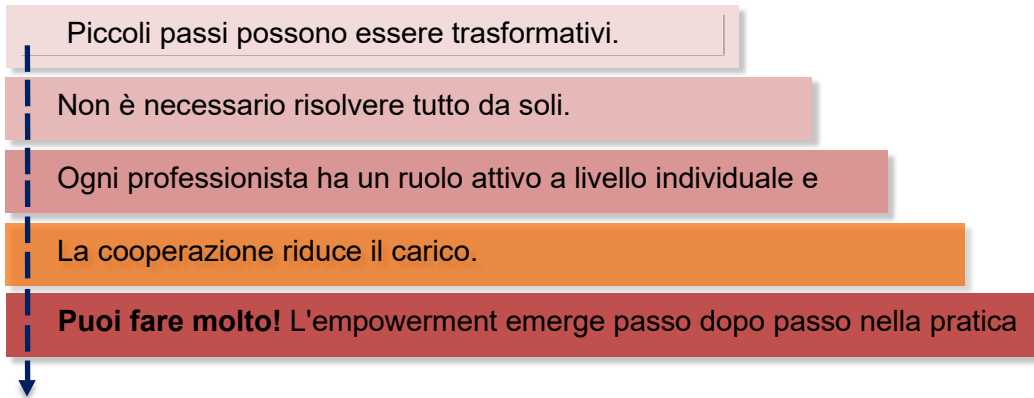 Piccoli passi possono essere trasformativi.
Non è necessario risolvere tutto da soli.
Ogni professionista ha un ruolo attivo a livello individuale e
La cooperazione riduce il carico.
Puoi fare molto! L'empowerment emerge passo dopo passo nella pratica